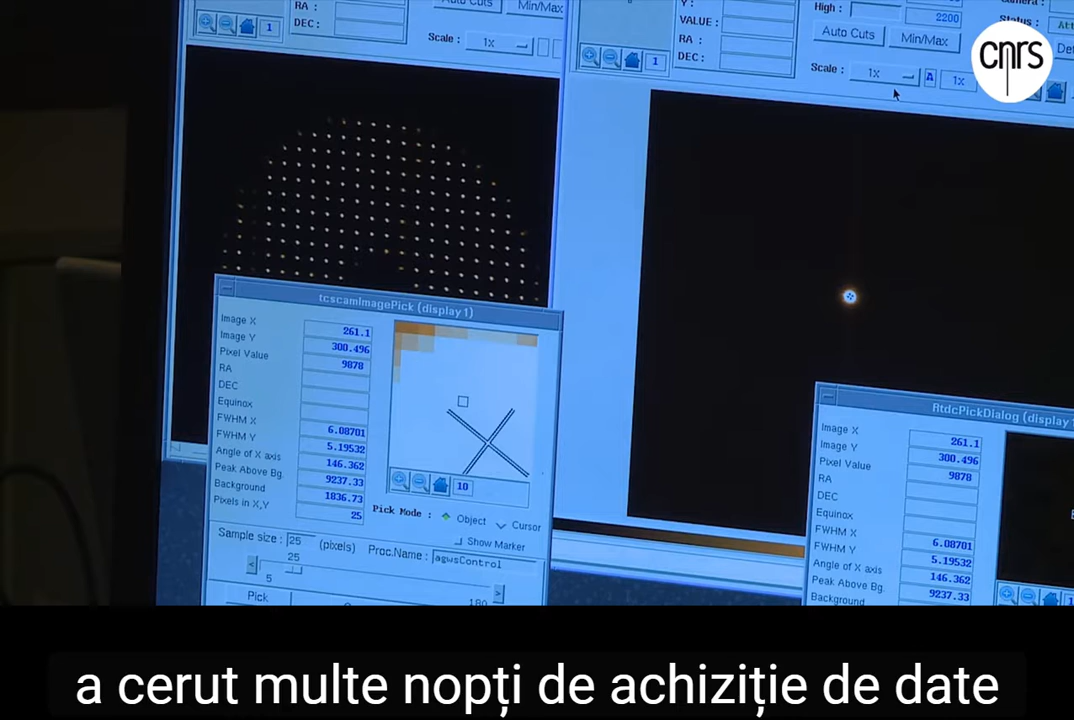 RA :
DEC:
1
Auto Cuts
Min/Max
Scale :
1x
Y :
VALUE:
RA :
DEC:
1
High :
2200
Auto Cuts
Min/Max
Scale :
1x
A
1x
cnrs
tcscamImagePick (display1)
Image X
261.1
Image Y
300.496
Pixel Value
9878
RA
DEC
Equinox
FWHM X
6.08701
FWHM Y
5.19532
Angle of X axis
146.362
Peak Above Bg.
9237.33
Background
1836.73
Pixels in X,Y
25
10
Pick Mode :
Object
Cursor
Show Marker
Sample size :
25
(pixels)
Proc.Name :
agwsControl
25
5
180
Pick
RtdcPickDialog (display
Image X
261.1
Image Y
300.496
Pixel Value
9878
RA
DEC
Equinox
FWHM X
6.08701
FWHM Y
5.19532
Angle of X axis
146.362
Peak Above Bg.
9237.33
Background
a cerut multe nopți de achiziție de date